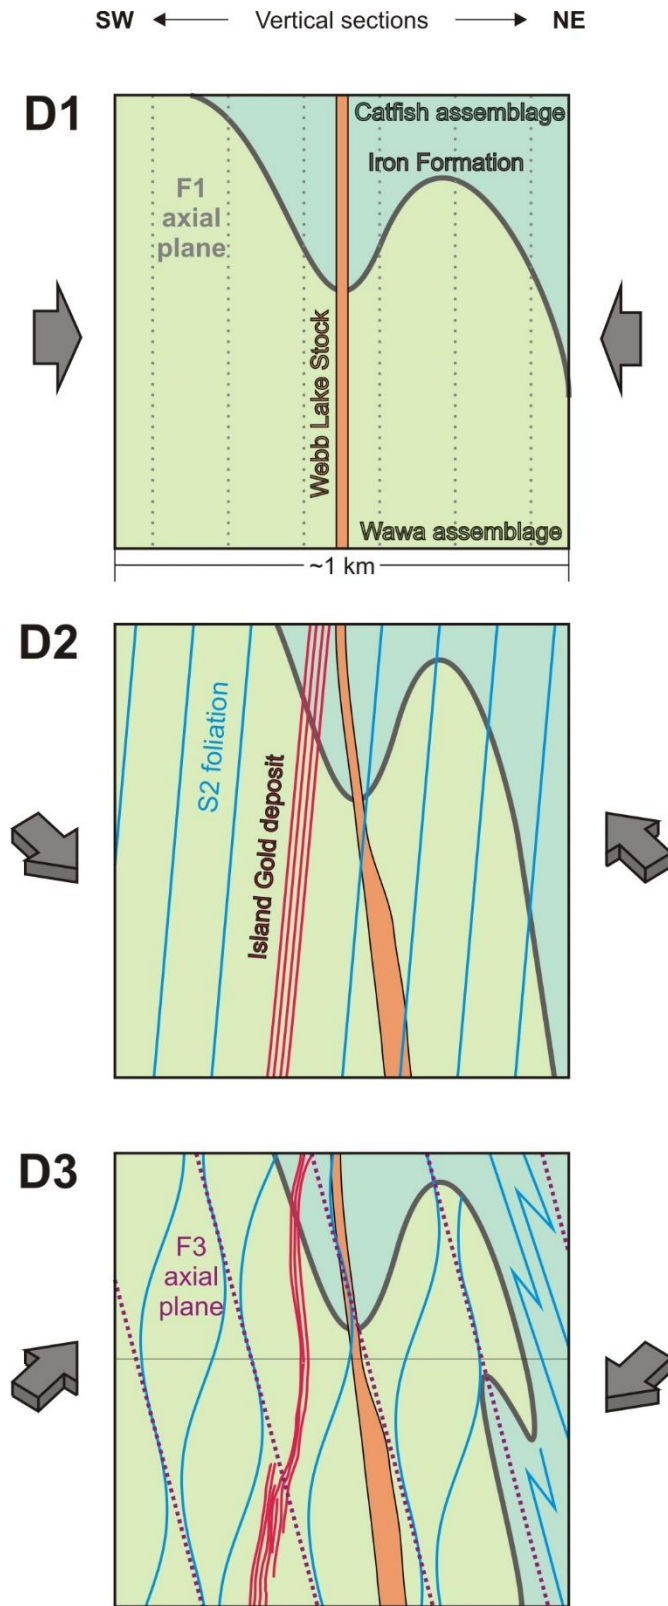 SW Vertical sections NE
D1
Catfish assemblage
Iron Formation
F1
axial
plane
Webb Lake Stock
Wawa assemblage
~1 km
D2
S2 foliation
Island Gold deposit
D3
F3
axial
plane